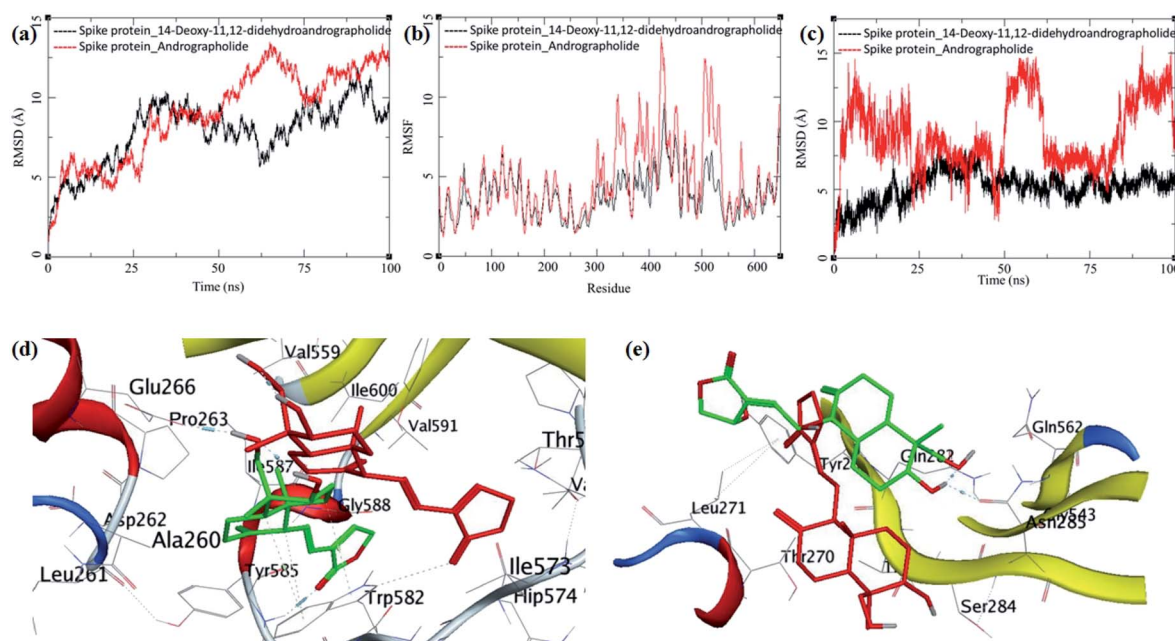 (a)
Spike protein_14-Deoxy-11,12-didehydroandrographolide
Spike protein_Andrographolide
15
10
5
0
RMSD (Å)
0
25
50
75
100
Time (ns)
(b)
Spike protein_14-Deoxy-11,12-didehydroandrographolide
Spike protein_Andrographolide
15
10
5
0
RMSF
0
100
200
300
400
500
600
Residue
(c)
Spike protein_14-Deoxy-11,12-didehydroandrographolide
Spike protein_Andrographolide
15
10
5
0
RMSD (Å)
0
25
50
75
100
Time (ns)
(d)
Val559
Glu266
Ile600
Pro263
Val591
Thr5
Ile587
Va
Gly588
Asp262
Ala260
Leu261
Tyr585
Ile573
Trp582
Hip574
(e)
Gln562
Gln282
Tyr2
Leu271
Asn285
Thr270
Ser284